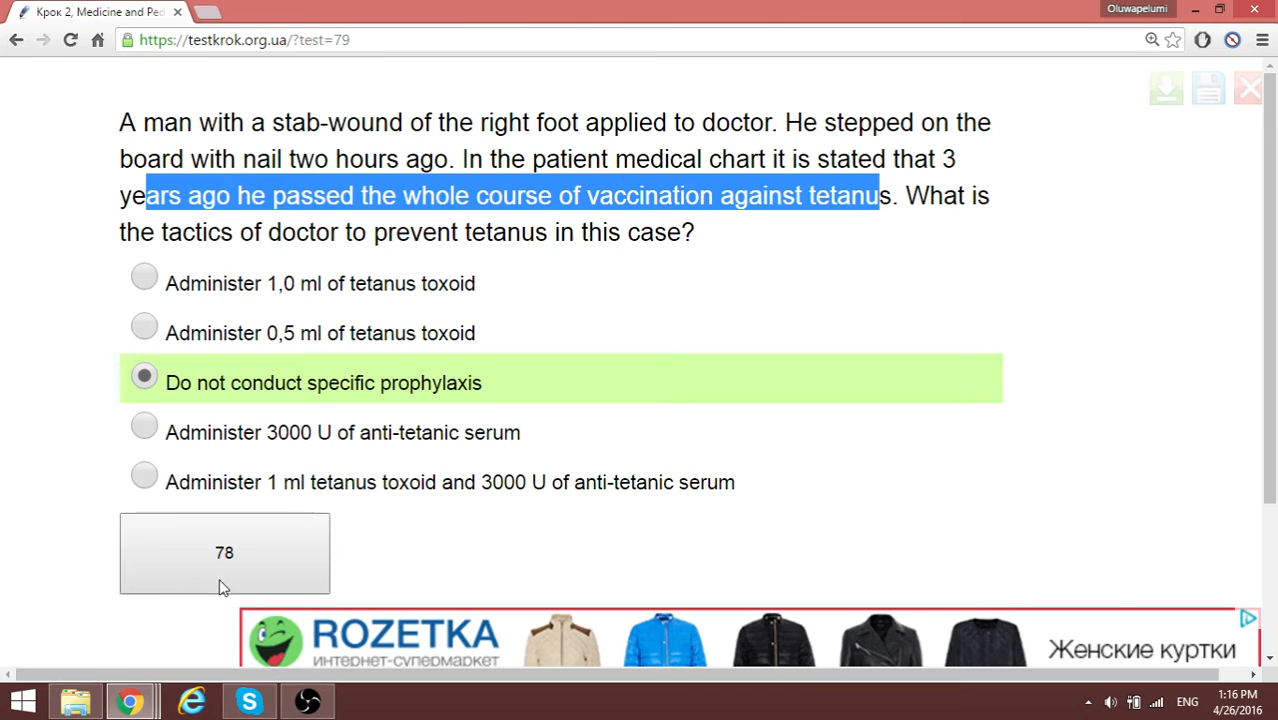 Крок 2, Medicine and Ped
Oluwapelumi
https://testkrok.org.ua/?test=79
A man with a stab-wound of the right foot applied to doctor. He stepped on the
board with nail two hours ago. In the patient medical chart it is stated that 3
years ago he passed the whole course of vaccination against tetanus. What is
the tactics of doctor to prevent tetanus in this case?
Administer 1,0 ml of tetanus toxoid
Administer 0,5 ml of tetanus toxoid
Do not conduct specific prophylaxis
Administer 3000 U of anti-tetanic serum
Administer 1 ml tetanus toxoid and 3000 U of anti-tetanic serum
78
ROZETKA
интернет-супермаркет
Женские куртки
ENG
1:16 PM
4/26/2016